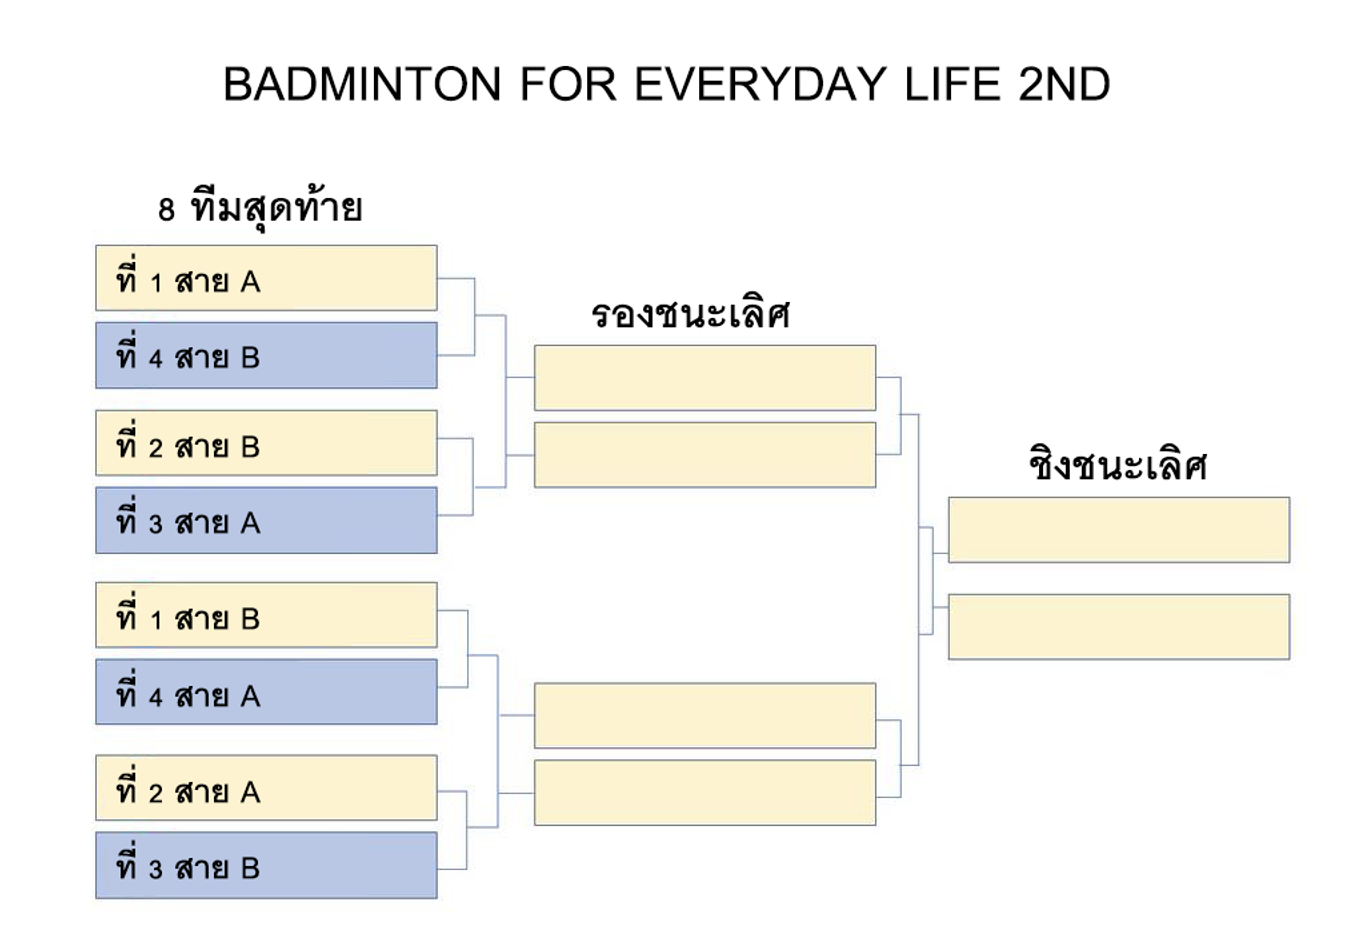 BADMINTON FOR EVERYDAY LIFE 2ND
8 ทีมสุดท้าย
ที่ 1 สาย A
ที่ 4 สาย B
ที่ 2 สาย B
ที่ 3 สาย A
ที่ 1 สาย B
ที่ 4 สาย A
ที่ 2 สาย A
ที่ 3 สาย B
รองชนะเลิศ
ชิงชนะเลิศ